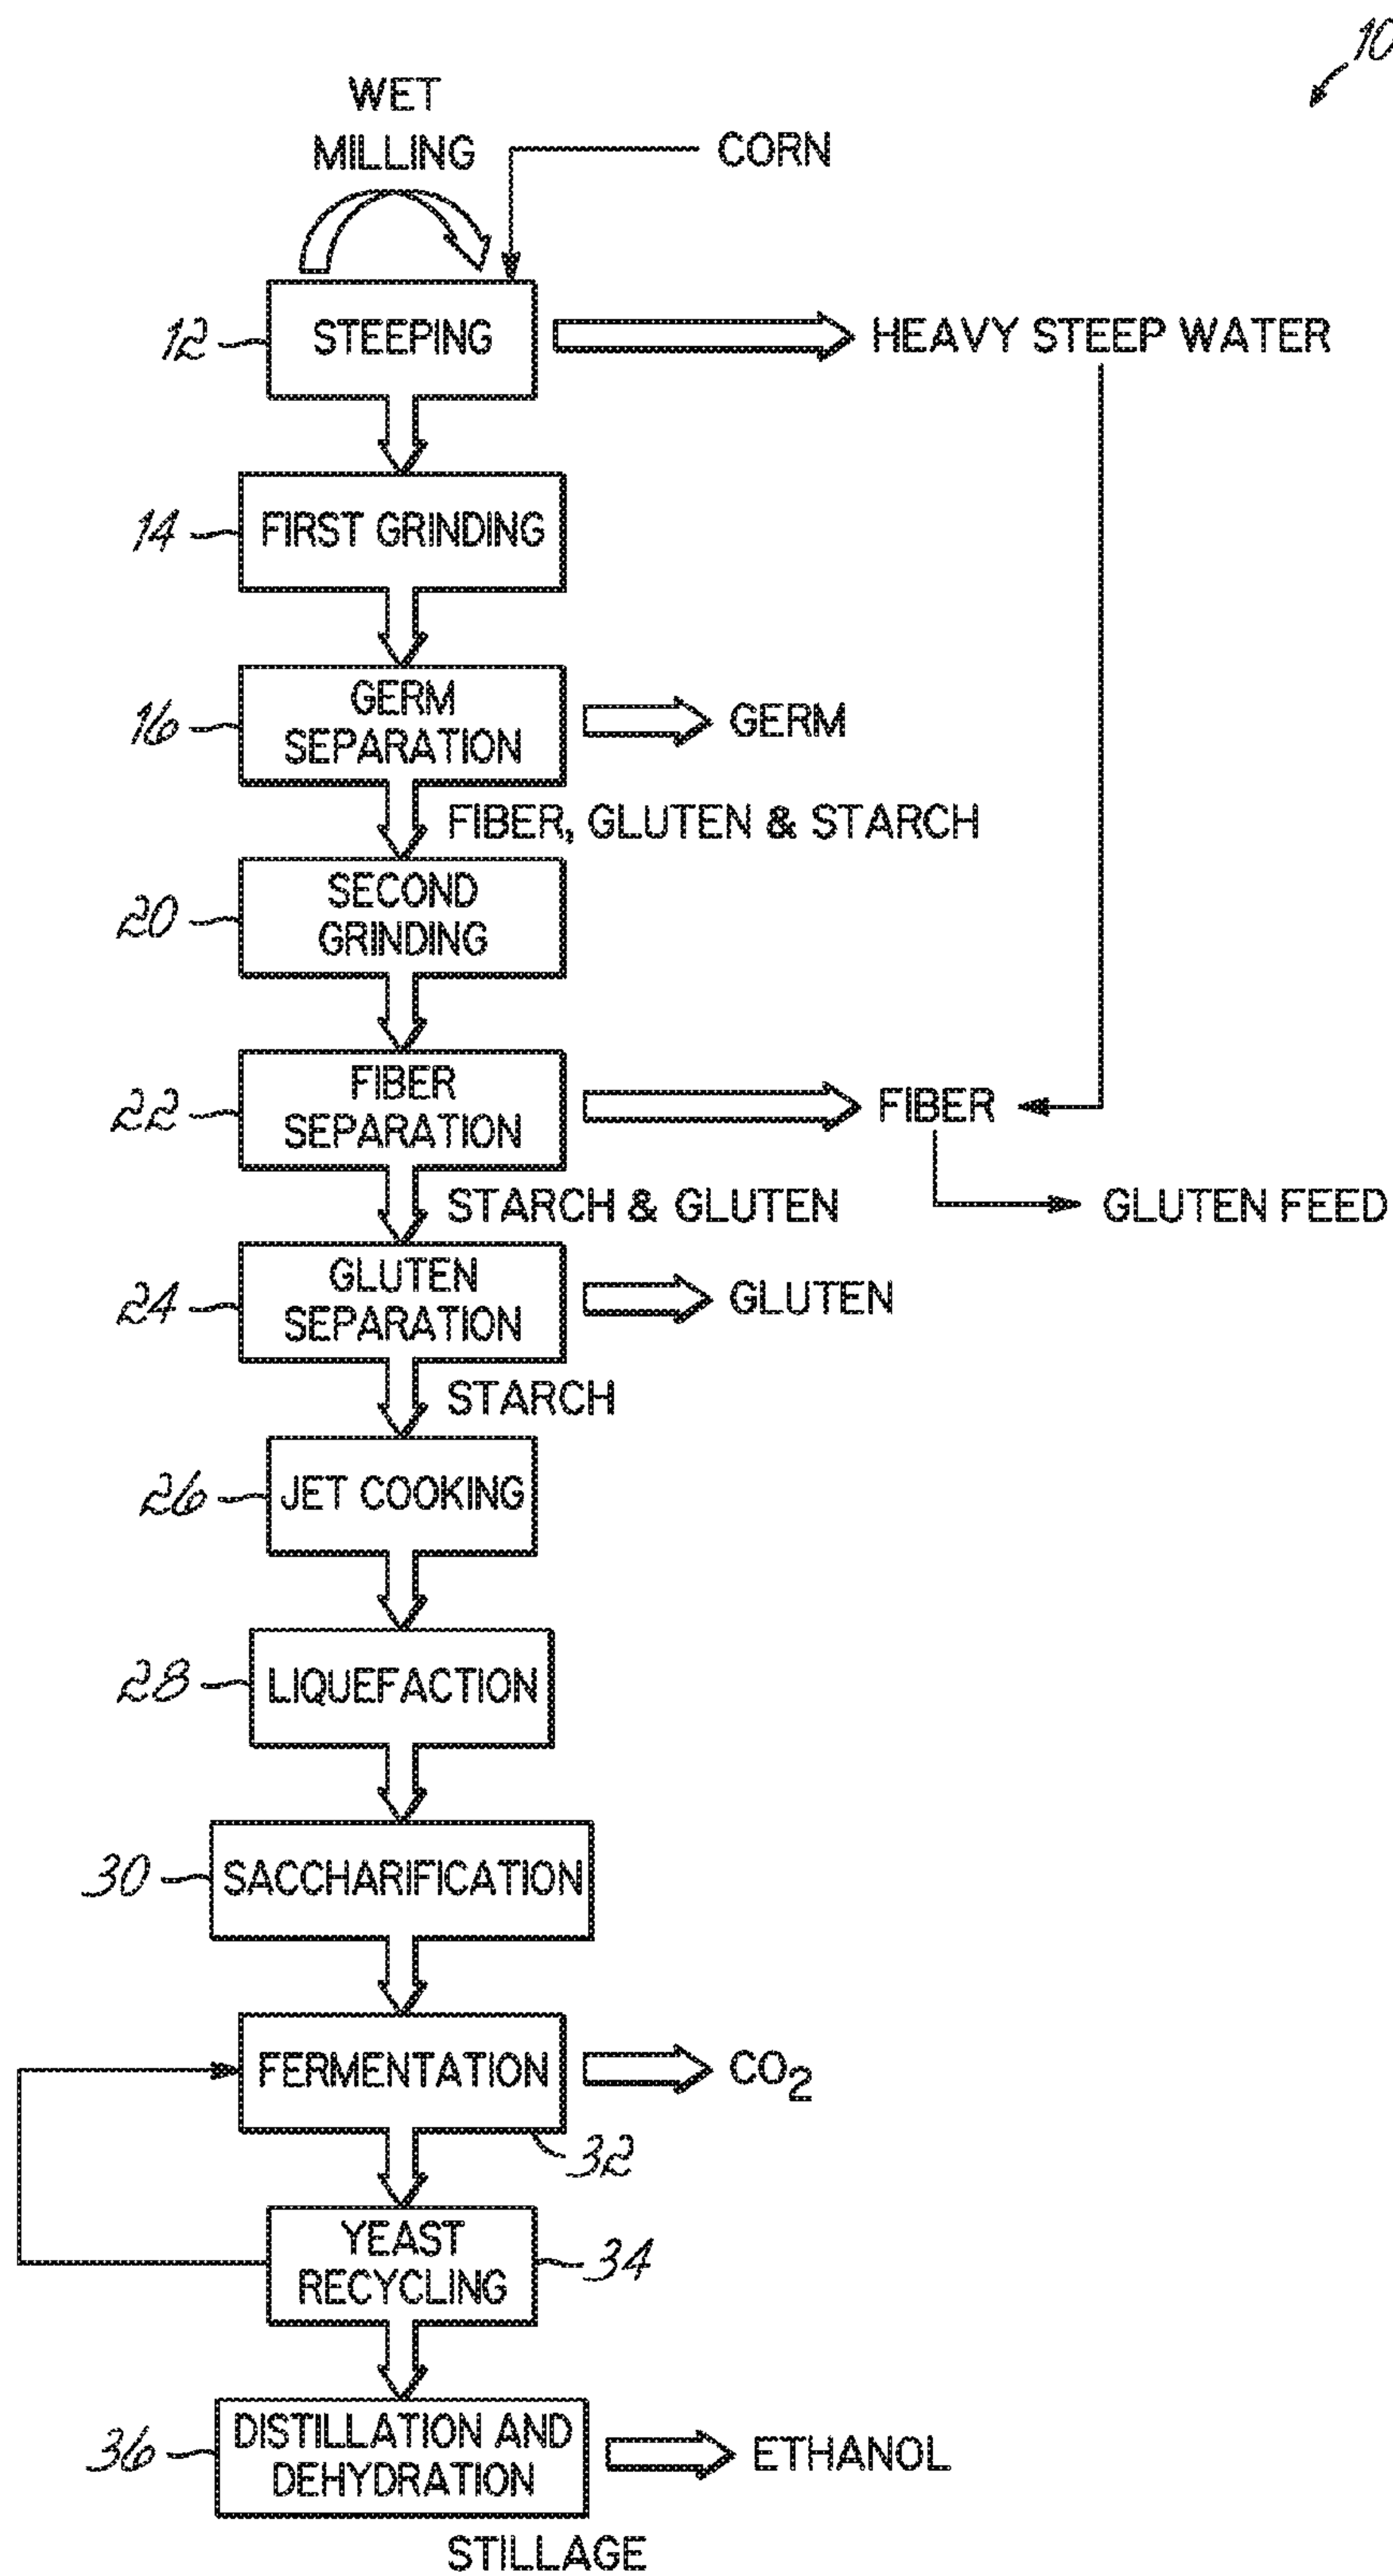 10
WET
MILLING
CORN
12
STEEPING
HEAVY STEEP WATER
14
FIRST GRINDING
16
GERM
SEPARATION
GERM
FIBER, GLUTEN & STARCH
20
SECOND
GRINDING
22
FIBER
SEPARATION
FIBER
STARCH & GLUTEN
GLUTEN FEED
24
GLUTEN
SEPARATION
GLUTEN
STARCH
26
JET COOKING
28
LIQUEFACTION
30
SACCHARIFICATION
FERMENTATION
CO2
32
YEAST
RECYCLING
34
36
DISTILLATION AND
DEHYDRATION
ETHANOL
STILLAGE